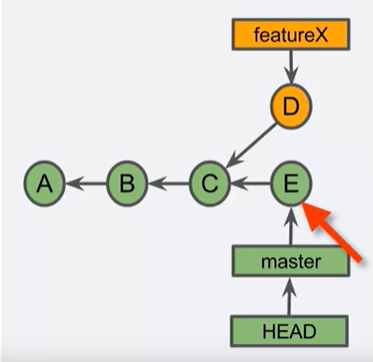 featureX
D
A B C E
master
HEAD